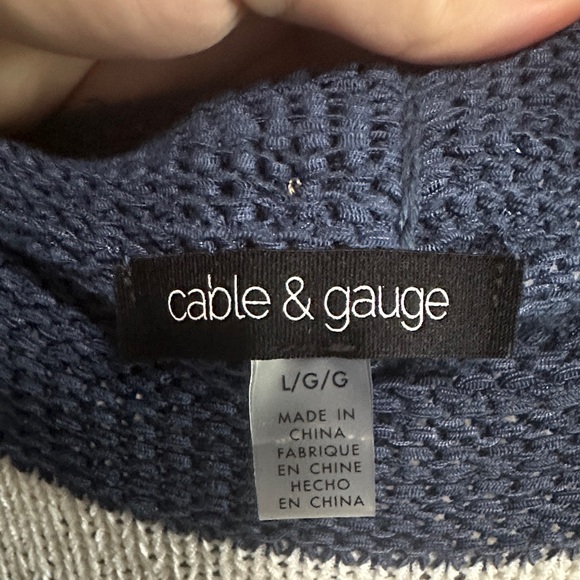 cable & gauge
L/G/G
MADE IN
CHINA
FABRIQUE
EN CHINE
HECHO
EN CHINA